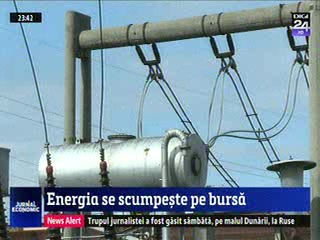 23:42
DIGI 24
HD
Energia se scumpește pe bursă
JURNAL
ECONOMIC
News Alert
Trupul jurnalistei a fost găsit sâmbătă, pe malul Dunării, la Ruse